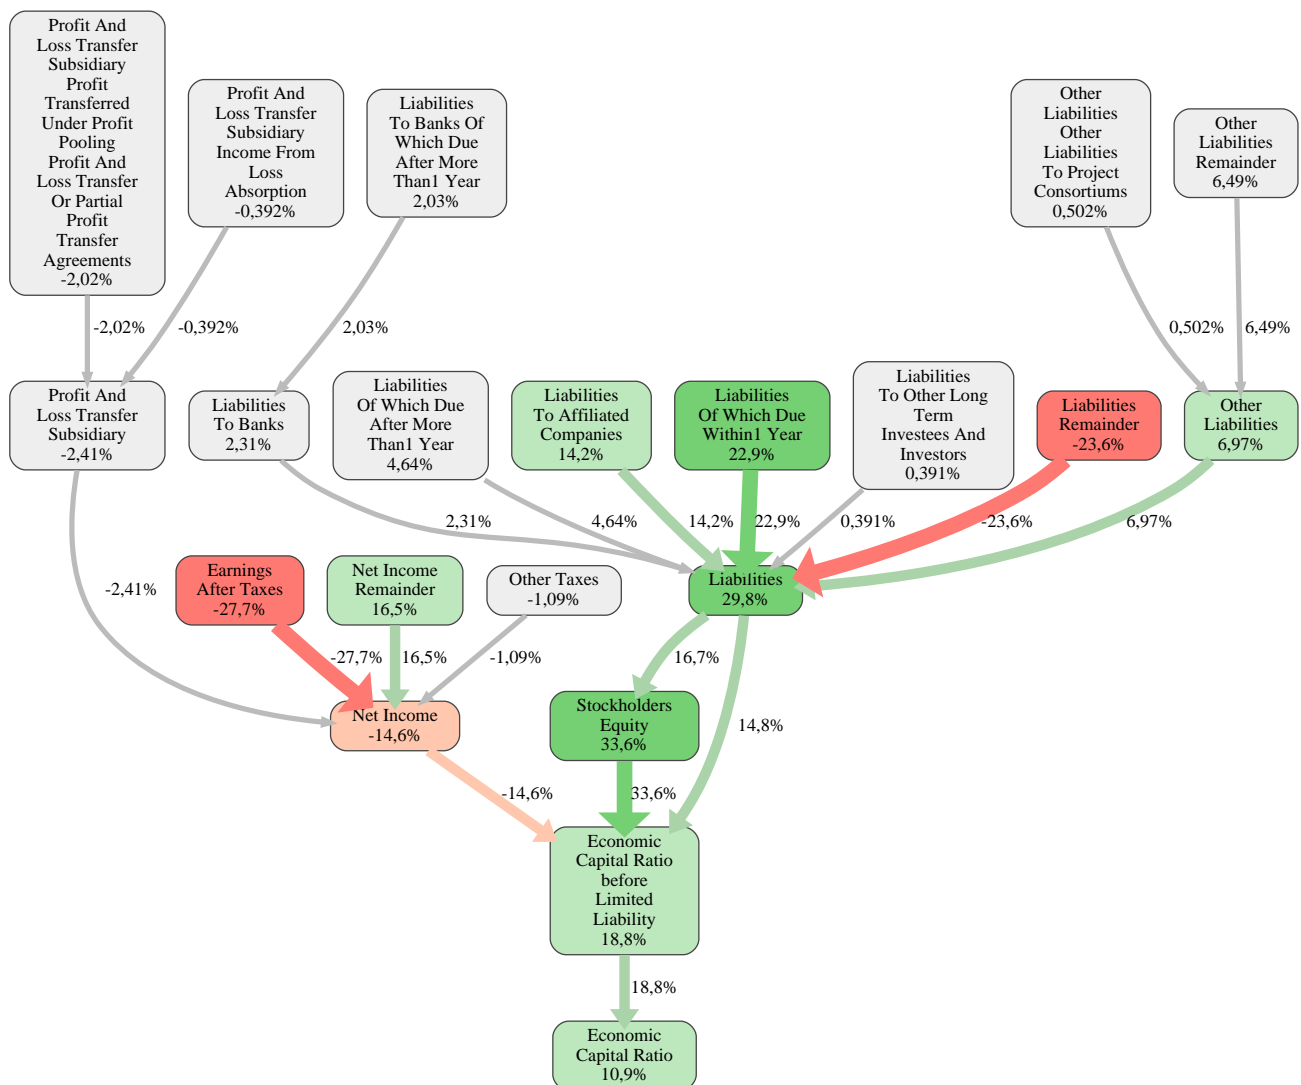 Profit And
Loss Transfer
Subsidiary
Profit
Transferred
Under Profit
Pooling
Profit And
Loss Transfer
Or Partial
Profit
Transfer
Agreements
-2,02%
Profit And
Loss Transfer
Subsidiary
Income From
Loss
Absorption
-0,392%
Liabilities
To Banks Of
Which Due
After More
Than1 Year
2,03%
Other
Liabilities
Other
Liabilities
To Project
Consortiums
0,502%
Other
Liabilities
Remainder
6,49%
-2,02%
-0,392%
2,03%
0,502%
6,49%
Profit And
Loss Transfer
Subsidiary
-2,41%
Liabilities
To Banks
2,31%
Liabilities
Of Which Due
After More
Than1 Year
4,64%
Liabilities
To Affiliated
Companies
14,2%
Liabilities
Of Which Due
Within1 Year
22,9%
Liabilities
To Other Long
Term
Investees And
Investors
0,391%
Liabilities
Remainder
-23,6%
Other
Liabilities
6,97%
2,31%
4,64%
14,2%
22,9%
0,391%
-23,6%
6,97%
-2,41%
Earnings
After Taxes
-27,7%
Net Income
Remainder
16,5%
Other Taxes
-1,09%
Liabilities
29,8%
-27,7%
16,5%
-1,09%
16,7%
14,8%
Net Income
-14,6%
Stockholders
Equity
33,6%
-14,6%
33,6%
Economic
Capital Ratio
before
Limited
Liability
18,8%
18,8%
Economic
Capital Ratio
10,9%